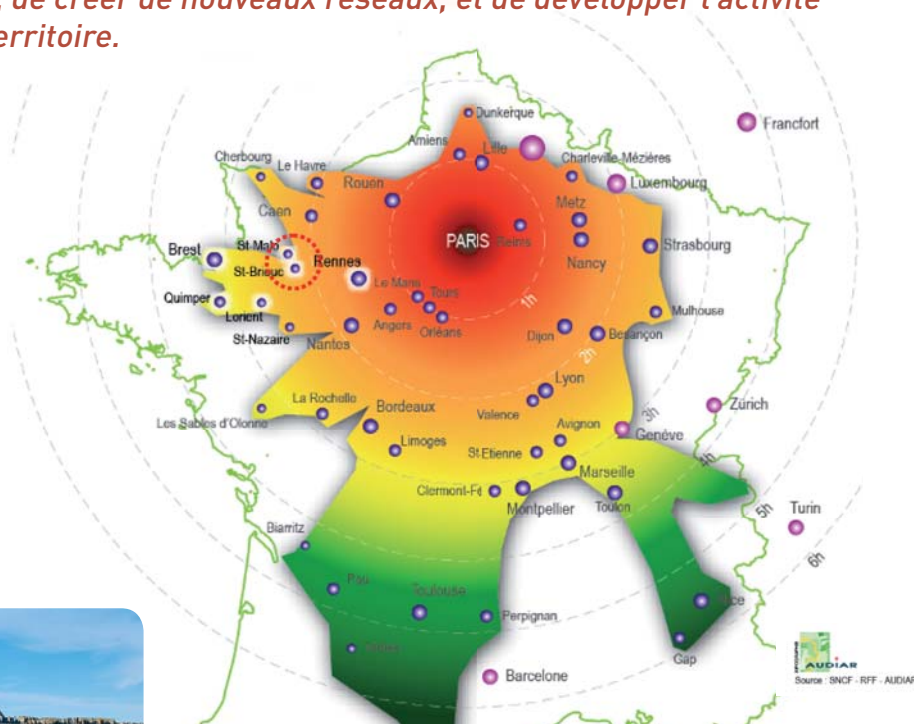 , de créer de nouveaux réseaux, et de développer l'activité
erritoire.
Dunkerque
Francfort
Amiens
Lille
Cherbourg
Le Havre
Charleville-Mézières
Luxembourg
Rouen
Metz
Caen
Reims
PARIS
Strasbourg
Brest
St-Malo
Rennes
St-Brieuc
Nancy
Le Mans
Tours
1h
Quimper
Lorient
Mulhouse
St-Nazaire
Nantes
Angers
Orléans
Dijon
Besançon
2h
Lyon
La Rochelle
Bordeaux
Valence
Zürich
Les Sables d'Olonne
Avignon
3h
Genève
Limoges
St-Etienne
Marseille
4h
Clermont-Fd
Montpellier
Toulon
5h
Turin
Biarritz
6h
Pau
Toulouse
Perpignan
Nice
Gap
Barcelone
AUDIAR
Source : SNCF - RFF - AUDIAR